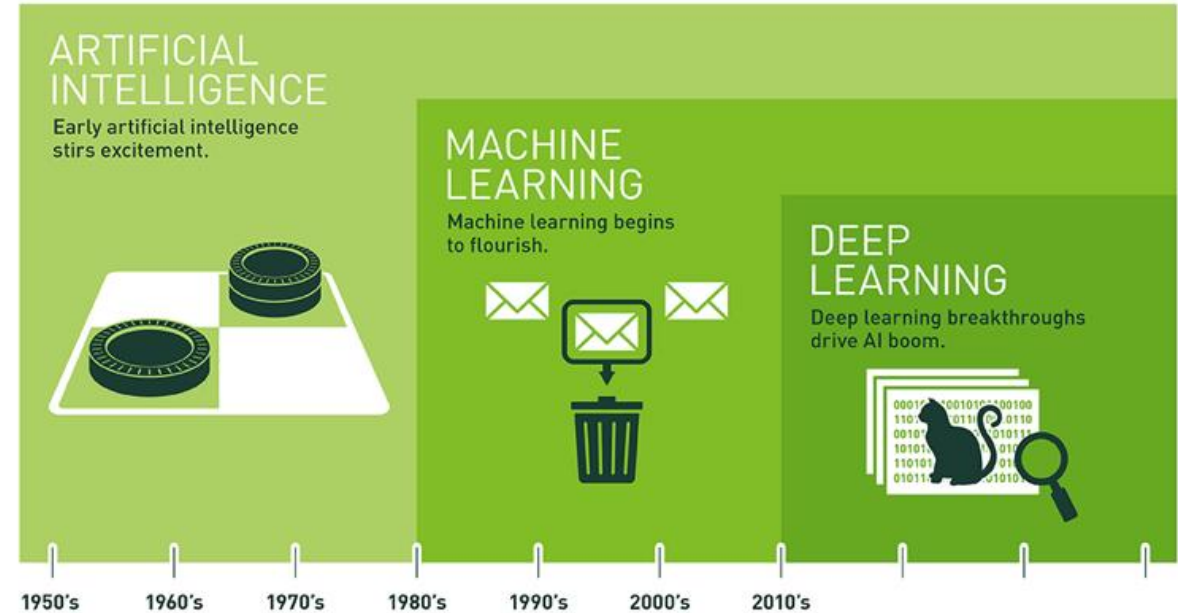 ARTIFICIAL
INTELLIGENCE
Early artificial intelligence
stirs excitement.
MACHINE
LEARNING
Machine learning begins
to flourish.
DEEP
LEARNING
Deep learning breakthroughs
drive AI boom.
1950's 1960's 1970's 1980's 1990's 2000's 2010's